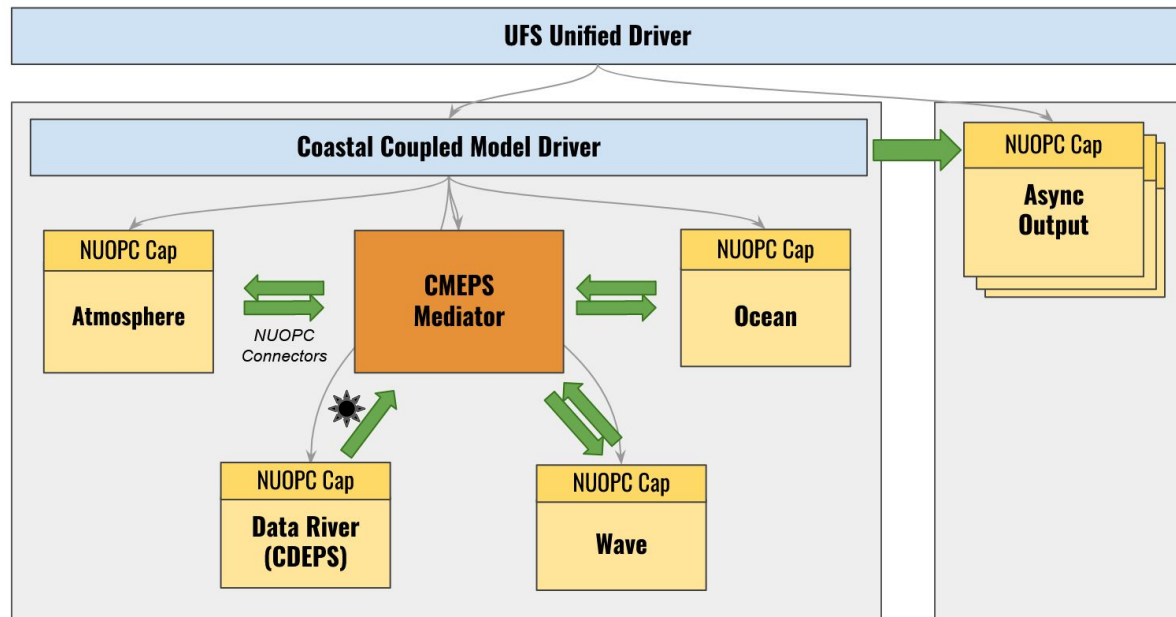 UFS Unified Driver
Coastal Coupled Model Driver
NUOPC Cap
Async
Output
NUOPC Cap
Atmosphere
NUOPC
Connectors
CMEPS
Mediator
NUOPC Cap
Ocean
NUOPC Cap
Data River
(CDEPS)
NUOPC Cap
Wave